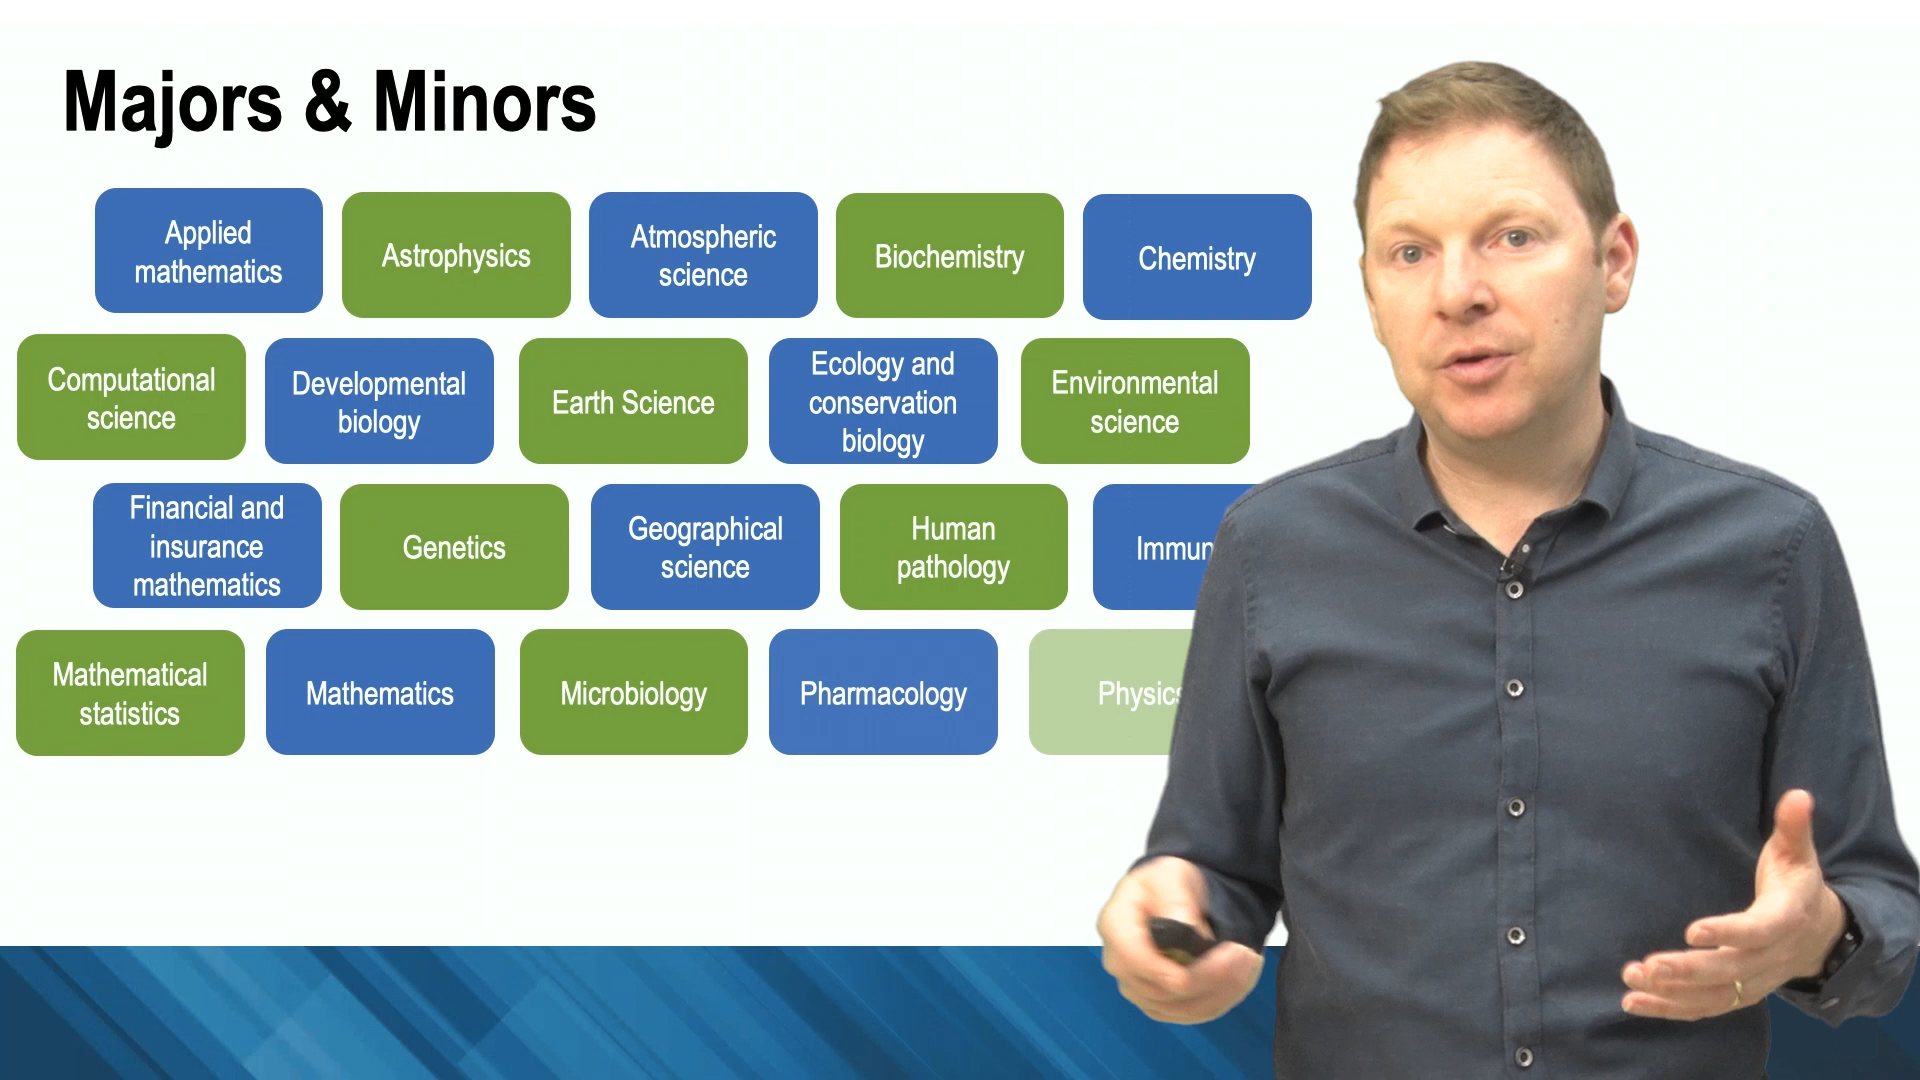 Majors & Minors
Applied
mathematics
Astrophysics
Atmospheric
science
Biochemistry
Chemistry
Computational
science
Developmental
biology
Earth Science
Ecology and
conservation
biology
Environmental
science
Financial and
insurance
mathematics
Genetics
Geographical
science
Human
pathology
Mathematical
statistics
Mathematics
Microbiology
Pharmacology
Physics